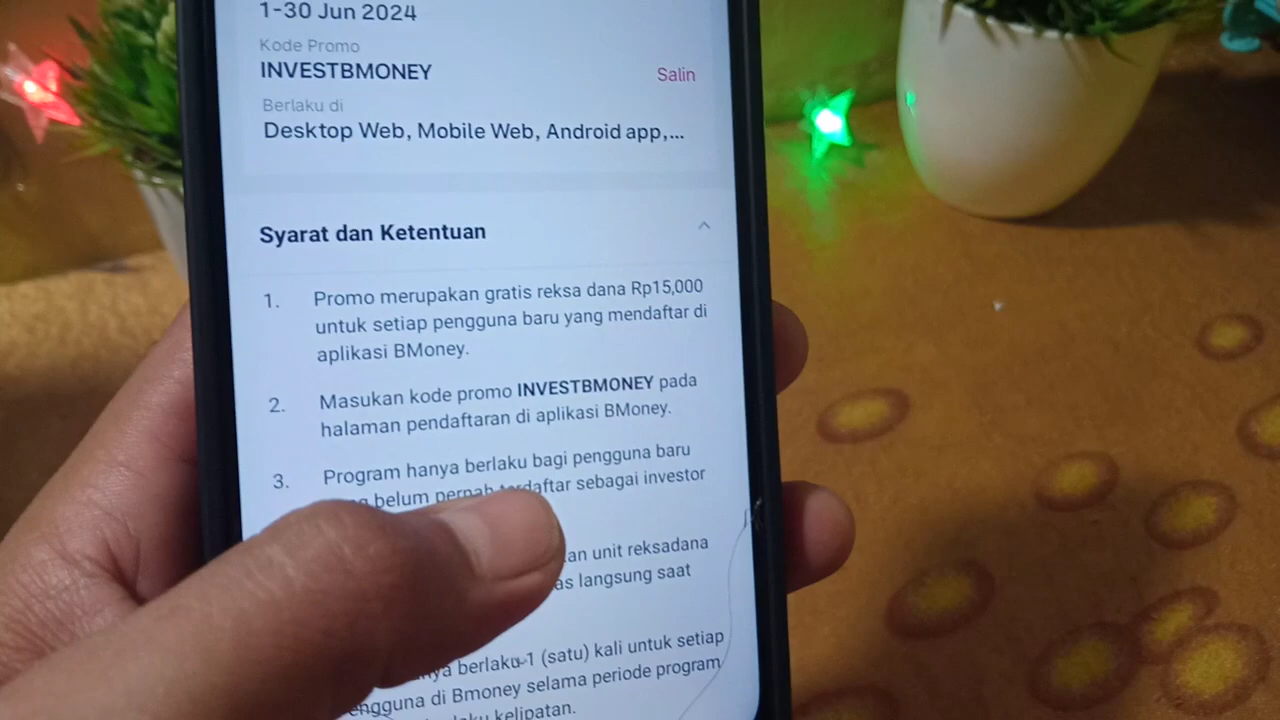 1-30 Jun 2024
Kode Promo
INVESTBMONEY
Salin
Berlaku di
Desktop Web, Mobile Web, Android app,...
Syarat dan Ketentuan
1. Promo merupakan gratis reksa dana Rp15,000
untuk setiap pengguna baru yang mendaftar di
aplikasi BMoney.
2. Masukan kode promo INVESTBMONEY pada
halaman pendaftaran di aplikasi BMoney.
3. Program hanya berlaku bagi pengguna baru
belum pernah terdaftar sebagai investor
unit reksadana
langsung saat
berlaku 1 (satu) kali untuk setiap
di Bmoney selama periode program
kelipatan.